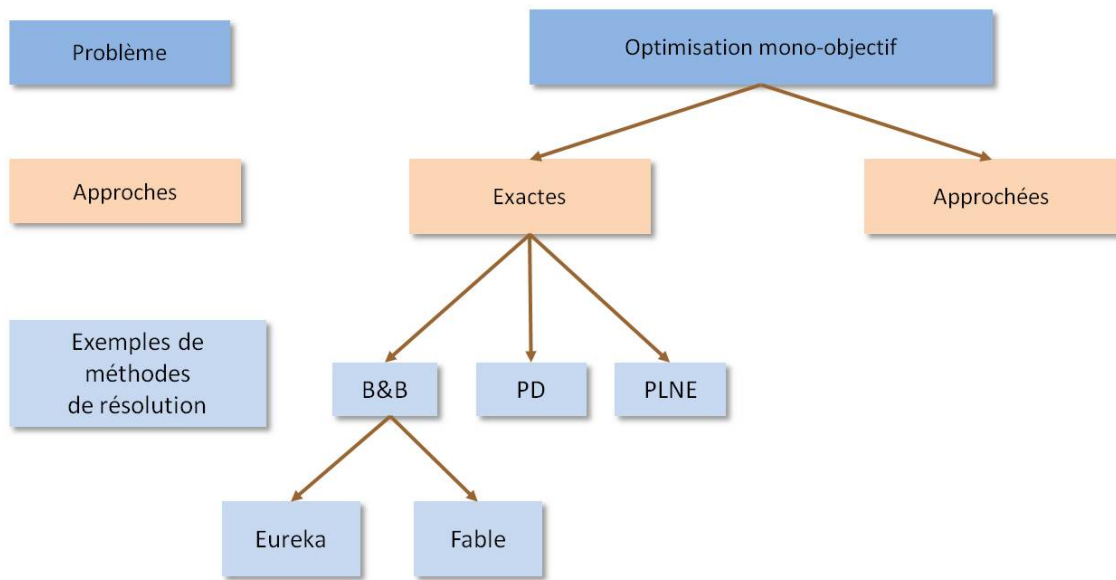 Problème
Optimisation mono-objectif
Approches
Exactes
Approchées
Exemples de
méthodes
de résolution
B&B
PD
PLNE
Eureka
Fable